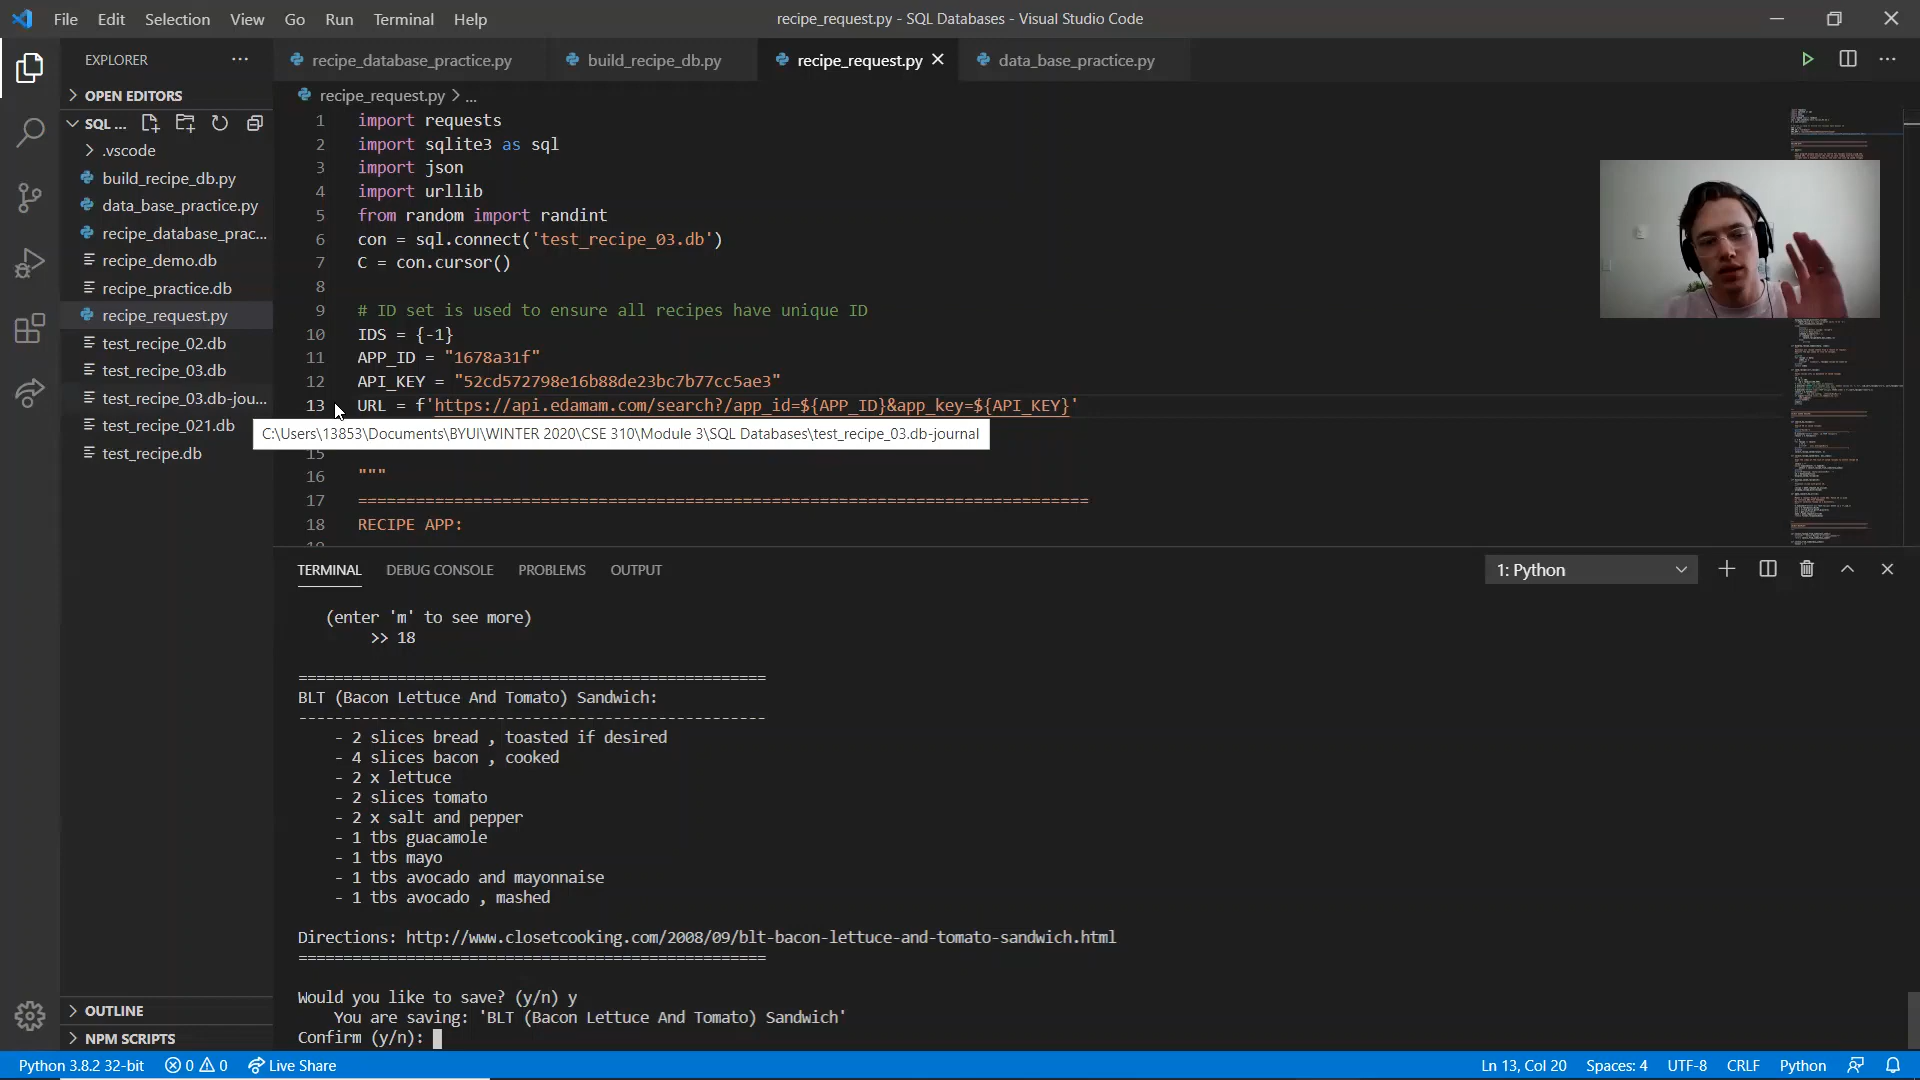 File Edit Selection View Go Run Terminal Help
recipe_request.py - SQL Databases - Visual Studio Code
EXPLORER
recipe_database_practice.py
build_recipe_db.py
recipe_request.py
data_base_practice.py
OPEN EDITORS
SQL ...
.vscode
build_recipe_db.py
data_base_practice.py
recipe_database_prac...
recipe_demo.db
recipe_practice.db
recipe_request.py
test_recipe_02.db
test_recipe_03.db
test_recipe_03.db-jou...
test_recipe_021.db
test_recipe.db
OUTLINE
NPM SCRIPTS
recipe_request.py > ...
1 import requests
2 import sqlite3 as sql
3 import json
4 import urllib
5 from random import randint
6 con = sql.connect('test_recipe_03.db')
7 C = con.cursor()
8
9 # ID set is used to ensure all recipes have unique ID
10 IDS = {-1}
11 APP_ID = "1678a31f"
12 API_KEY = "52cd572798e16b88de23bc7b77cc5ae3"
13 URL = f'https://api.edamam.com/search?/app_id=${APP_ID}&app_key=${API_KEY}'
C:\Users\13853\Documents\BYUI\WINTER 2020\CSE 310\Module 3\SQL Databases\test_recipe_03.db-journal
15
16 """
17 ============================================================================
18 RECIPE APP:
TERMINAL DEBUG CONSOLE PROBLEMS OUTPUT
1: Python
(enter 'm' to see more)
>> 18
====================================================
BLT (Bacon Lettuce And Tomato) Sandwich:
----------------------------------------------------
- 2 slices bread , toasted if desired
- 4 slices bacon , cooked
- 2 x lettuce
- 2 slices tomato
- 2 x salt and pepper
- 1 tbs guacamole
- 1 tbs mayo
- 1 tbs avocado and mayonnaise
- 1 tbs avocado , mashed
Directions: http://www.closetcooking.com/2008/09/blt-bacon-lettuce-and-tomato-sandwich.html
====================================================
Would you like to save? (y/n) y
You are saving: 'BLT (Bacon Lettuce And Tomato) Sandwich'
Confirm (y/n):
Python 3.8.2 32-bit 0 0 Live Share
Ln 13, Col 20 Spaces: 4 UTF-8 CRLF Python